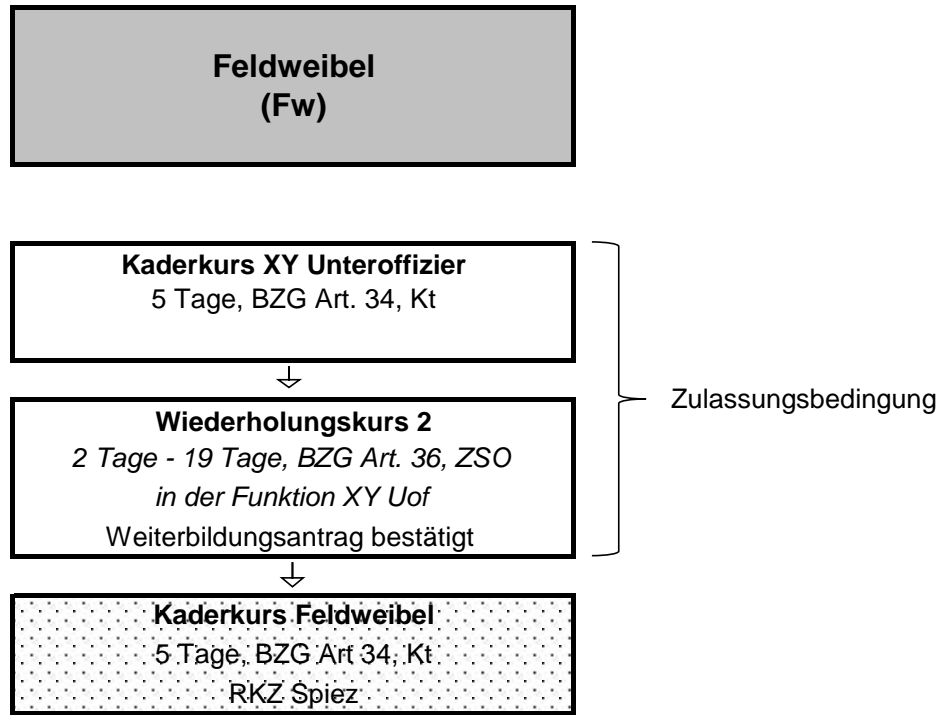 Feldweibel
(Fw)
Kaderkurs XY Unteroffizier
5 Tage, BZG Art. 34, Kt
Zulassungsbedingung
Wiederholungskurs 2
2 Tage - 19 Tage, BZG Art. 36, ZSO
in der Funktion XY Uof
Weiterbildungsantrag bestätigt
Kaderkurs Feldweibel
5 Tage, BZG Art 34, Kt
RKZ Spiez